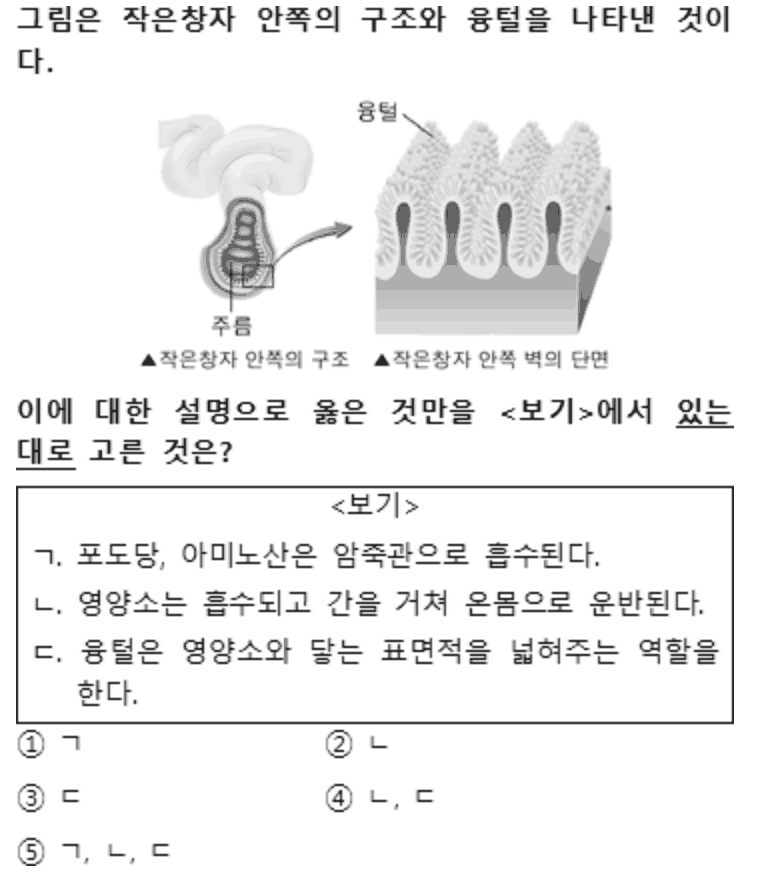 그림은 작은창자 안쪽의 구조와 융털을 나타낸 것이
다.
융털
주름
▲작은창자 안쪽의 구조 ▲작은창자 안쪽 벽의 단면
이에 대한 설명으로 옳은 것만을 <보기>에서 있는
대로 고른 것은?
<보기>
ㄱ. 포도당, 아미노산은 암죽관으로 흡수된다.
ㄴ. 영양소는 흡수되고 간을 거쳐 온몸으로 운반된다.
ㄷ. 융털은 영양소와 닿는 표면적을 넓혀주는 역할을
한다.
① ㄱ ② ㄴ
③ ㄷ ④ ㄴ, ㄷ
⑤ ㄱ, ㄴ, ㄷ